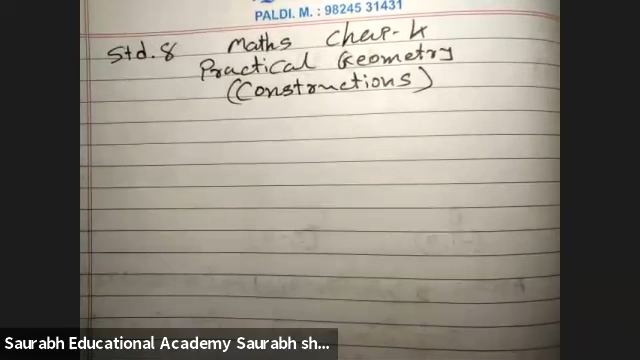 PALDI. M. : 98245 31431
Std. 8 Maths Chap-4
Practical Geometry
(Constructions)
Saurabh Educational Academy Saurabh sh...